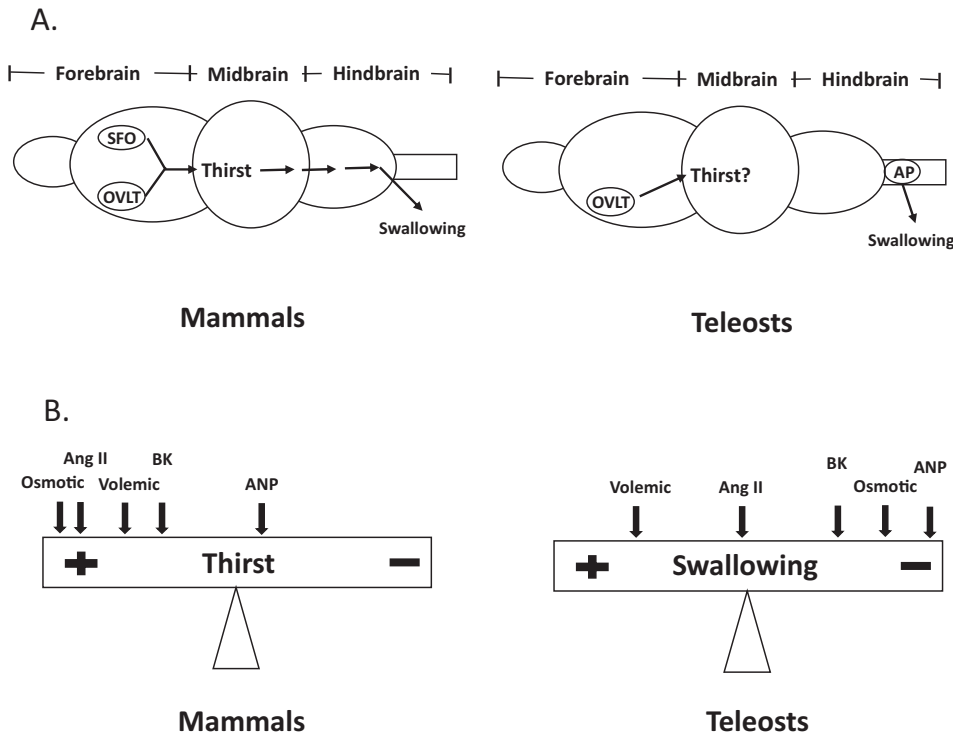 A.
Forebrain Midbrain Hindbrain
SFO
OVLT
Thirst
Swallowing
Mammals
Forebrain Midbrain Hindbrain
OVLT
Thirst?
AP
Swallowing
Teleosts
B.
Osmotic
Ang II
Volemic
BK
ANP
+ Thirst −
Mammals
Volemic
Ang II
BK
Osmotic
ANP
+ Swallowing −
Teleosts